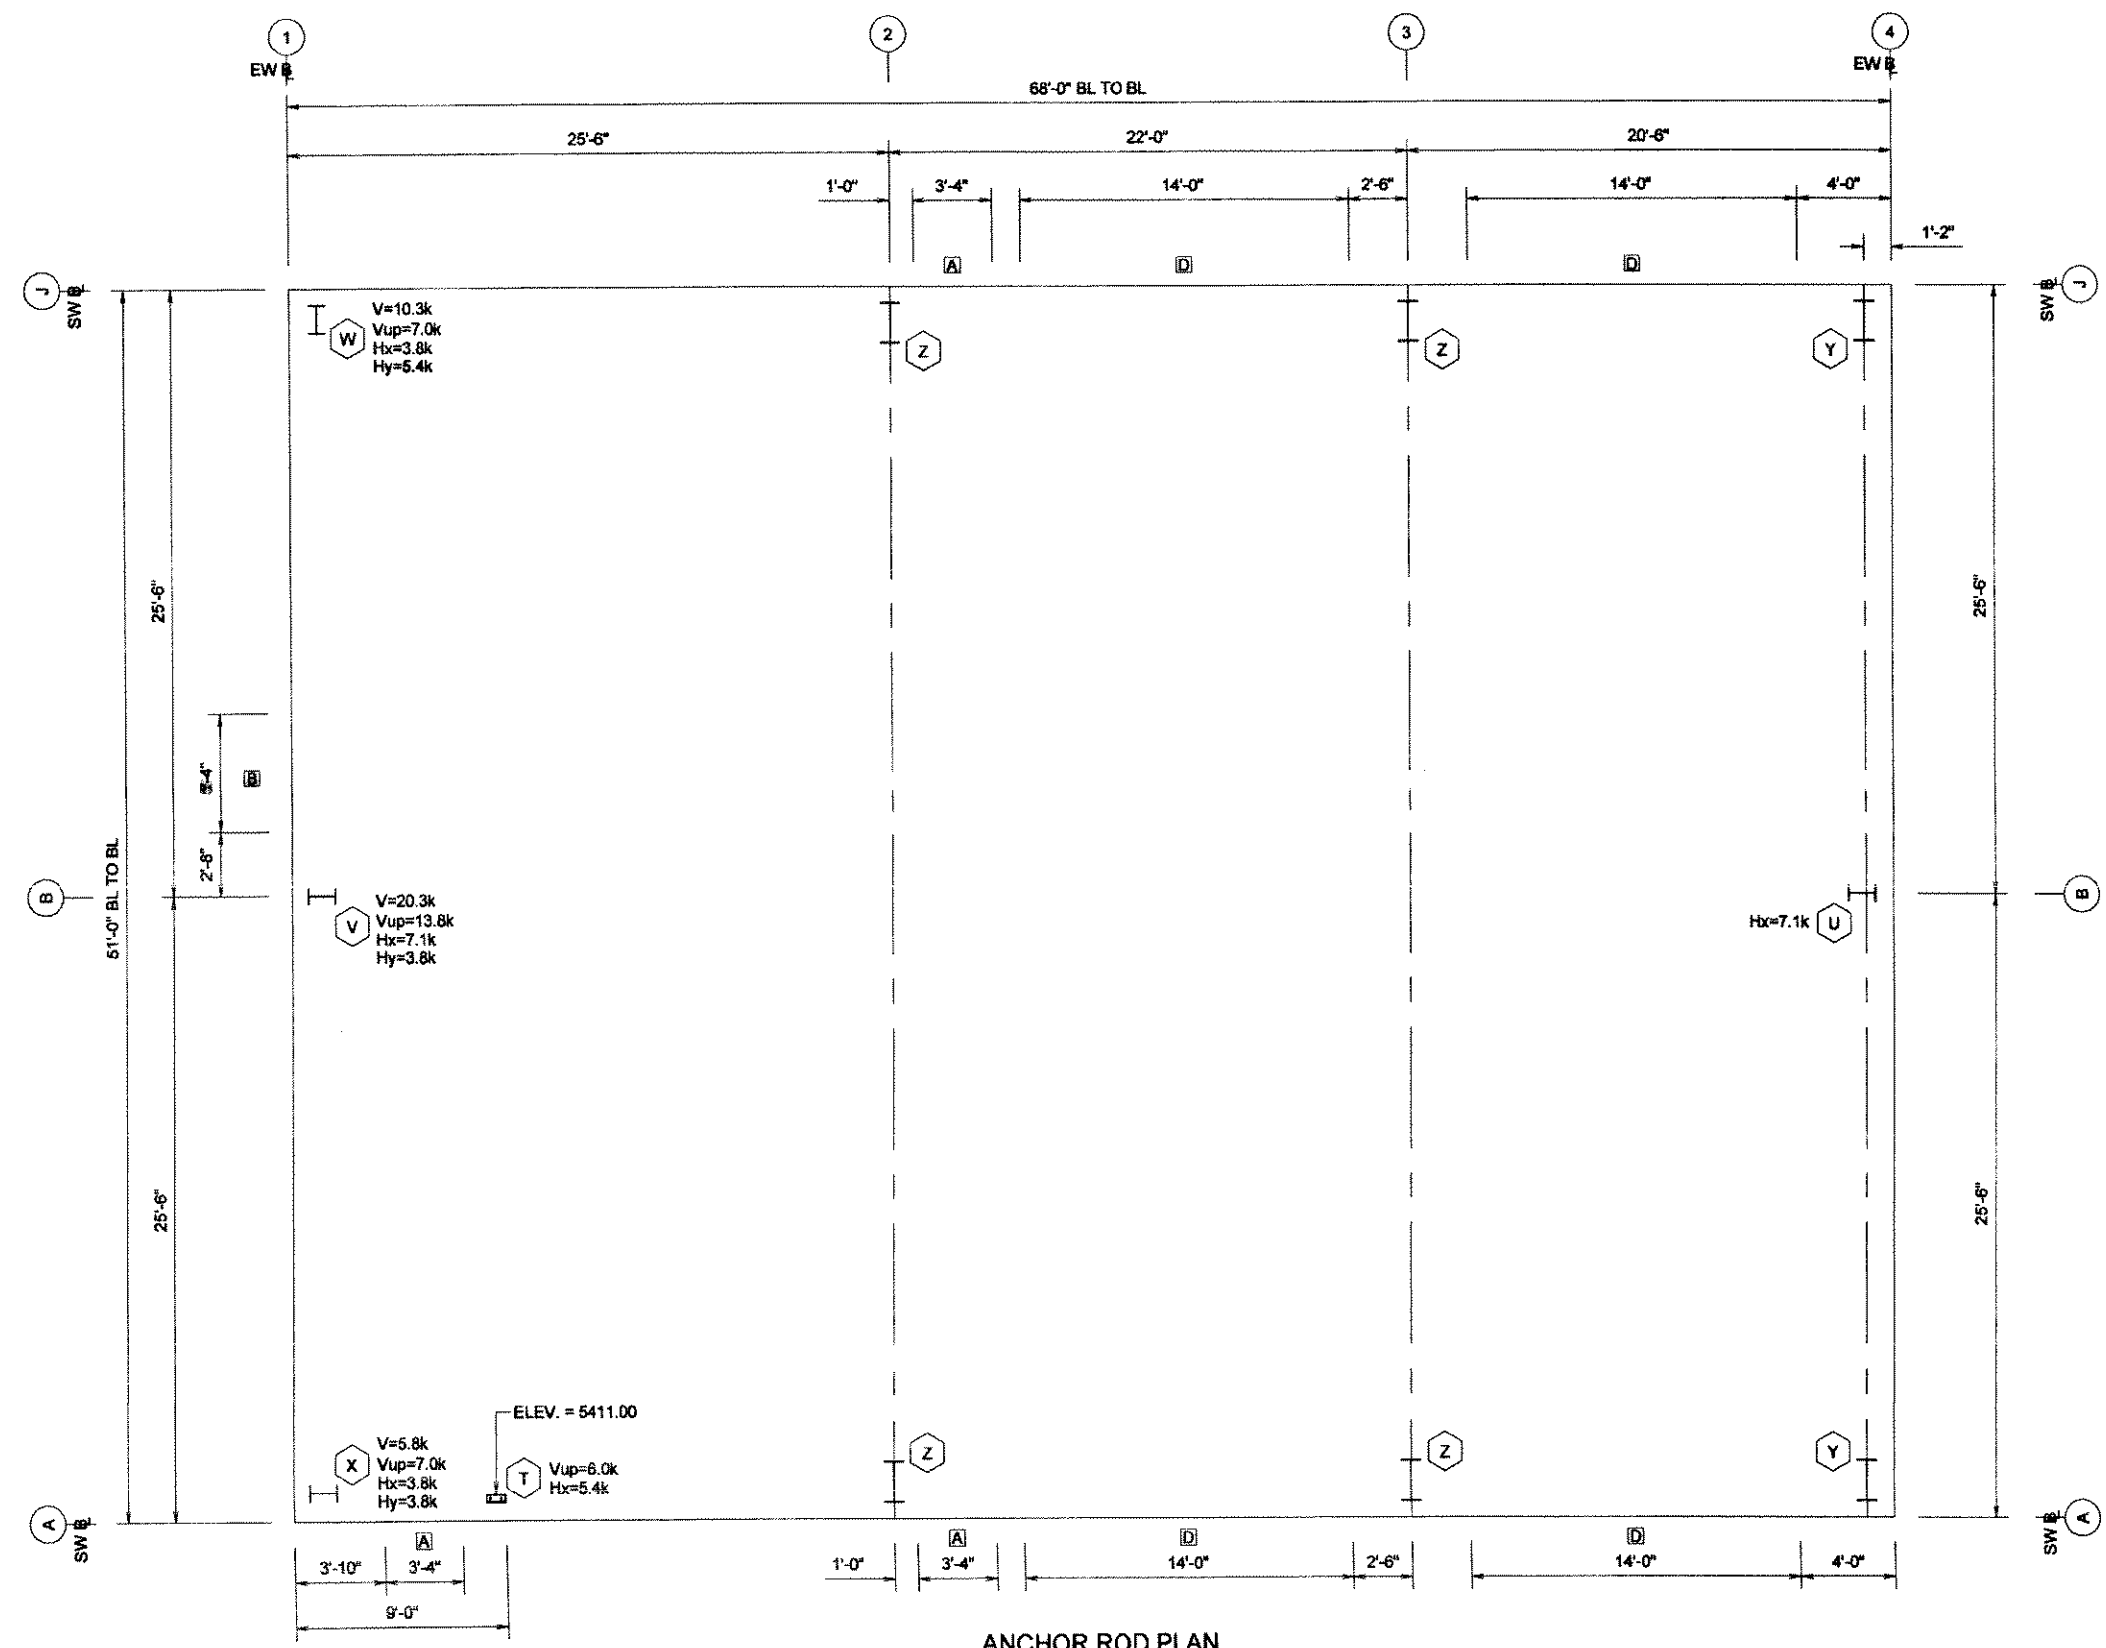 1
2
3
4
EW BL
EW BL
68'-0" BL TO BL
25'-6"
22'-0"
20'-6"
1'-0"
3'-4"
14'-0"
2'-6"
14'-0"
4'-0"
1'-2"
A
D
D
J
SW BL
J
SW BL
W
V=10.3k
Vup=7.0k
Hx=3.8k
Hy=5.4k
Z
Z
Y
25'-6"
25'-6"
B
2'-8"
51'-0" BL TO BL
B
B
V
V=20.3k
Vup=13.8k
Hx=7.1k
Hy=3.8k
Hx=7.1k
U
25'-6"
25'-6"
ELEV. = 5411.00
X
V=5.8k
Vup=7.0k
Hx=3.8k
Hy=3.8k
T
Vup=6.0k
Hx=5.4k
Z
Z
Y
A
SW BL
A
SW BL
A
A
D
D
3'-10"
3'-4"
1'-0"
3'-4"
14'-0"
2'-6"
14'-0"
4'-0"
9'-0"
ANCHOR ROD PLAN